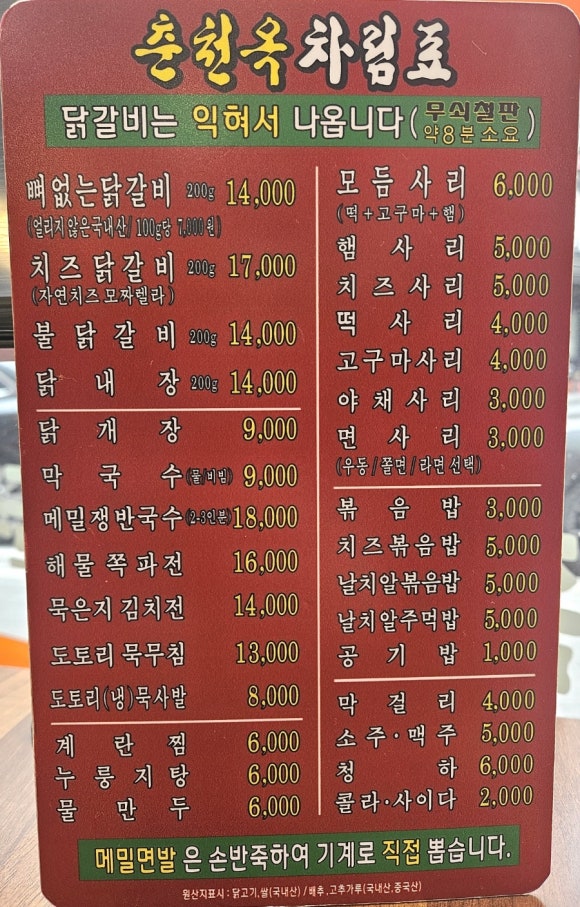 춘천옥 차림표
닭갈비는 익혀서 나옵니다 (무쇠철판 약8분 소요)
뼈없는닭갈비 200g 14,000
(얼리지 않은 국내산/ 100g당 7,000원)
치즈닭갈비 200g 17,000
(자연치즈 모짜렐라)
불닭갈비 200g 14,000
닭내장 200g 14,000
닭개장 9,000
막국수 (물/비빔) 9,000
메밀쟁반국수 (2-3인분) 18,000
해물쪽파전 16,000
묵은지김치전 14,000
도토리묵무침 13,000
도토리(냉)묵사발 8,000
계란찜 6,000
누룽지탕 6,000
물만두 6,000
모듬사리 6,000
(떡+고구마+햄)
햄사리 5,000
치즈사리 5,000
떡사리 4,000
고구마사리 4,000
야채사리 3,000
면사리 3,000
(우동/쫄면/라면 선택)
볶음밥 3,000
치즈볶음밥 5,000
날치알볶음밥 5,000
날치알주먹밥 5,000
공기밥 1,000
막걸리 4,000
소주·맥주 5,000
청하 6,000
콜라·사이다 2,000
메밀면발은 손반죽하여 기계로 직접 뽑습니다.
원산지표시 : 닭고기,쌀(국내산) / 배추,고추가루(국내산,중국산)